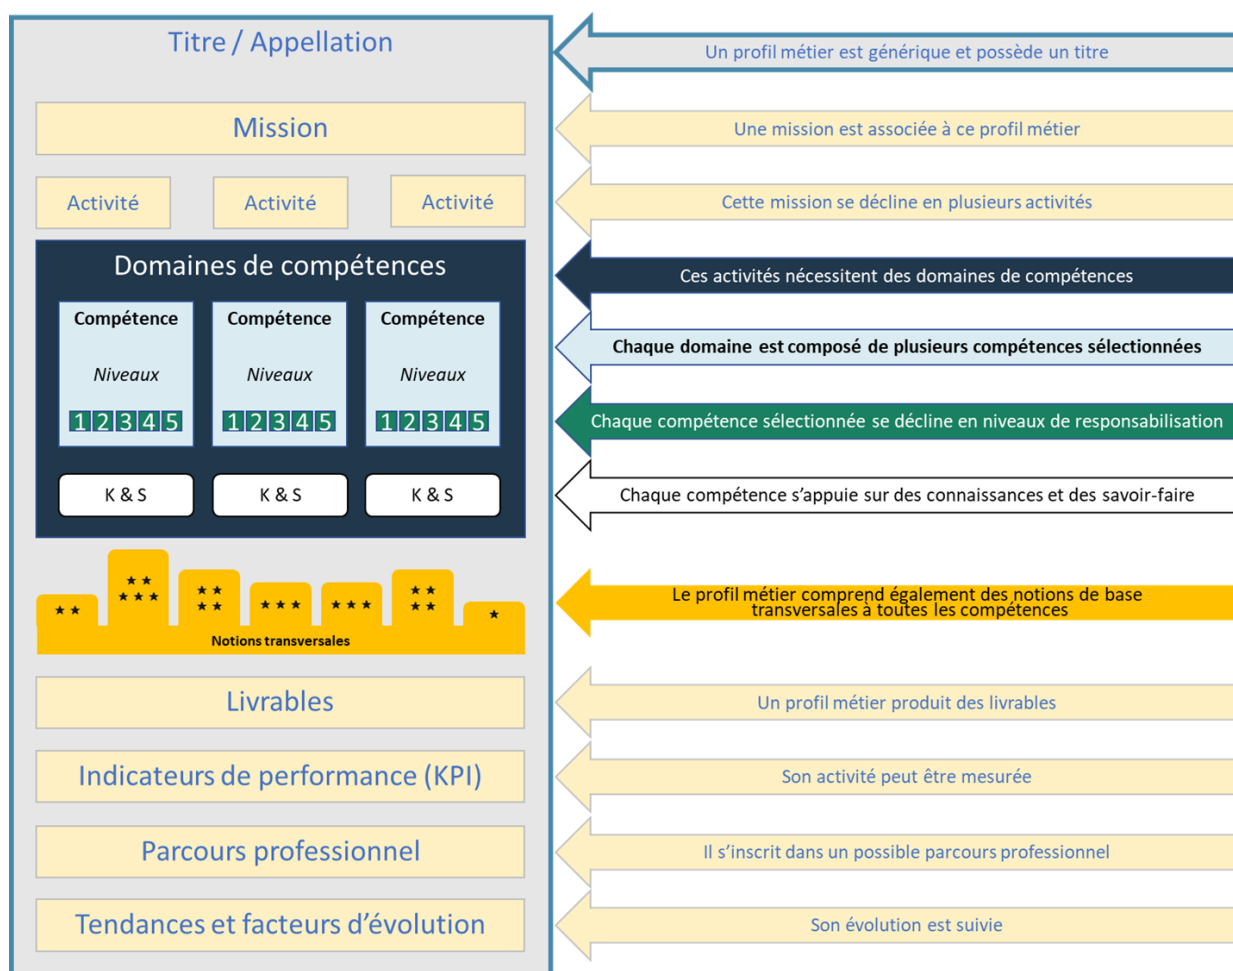 Titre / Appellation
Un profil métier est générique et possède un titre
Mission
Une mission est associée à ce profil métier
Activité
Activité
Activité
Cette mission se décline en plusieurs activités
Domaines de compétences
Ces activités nécessitent des domaines de compétences
Compétence
Compétence
Compétence
Chaque domaine est composé de plusieurs compétences sélectionnées
Niveaux
Niveaux
Niveaux
1 2 3 4 5
1 2 3 4 5
1 2 3 4 5
Chaque compétence sélectionnée se décline en niveaux de responsabilisation
K & S
K & S
K & S
Chaque compétence s’appuie sur des connaissances et des savoir-faire
Le profil métier comprend également des notions de base
transversales à toutes les compétences
Notions transversales
Livrables
Un profil métier produit des livrables
Indicateurs de performance (KPI)
Son activité peut être mesurée
Parcours professionnel
Il s’inscrit dans un possible parcours professionnel
Tendances et facteurs d’évolution
Son évolution est suivie